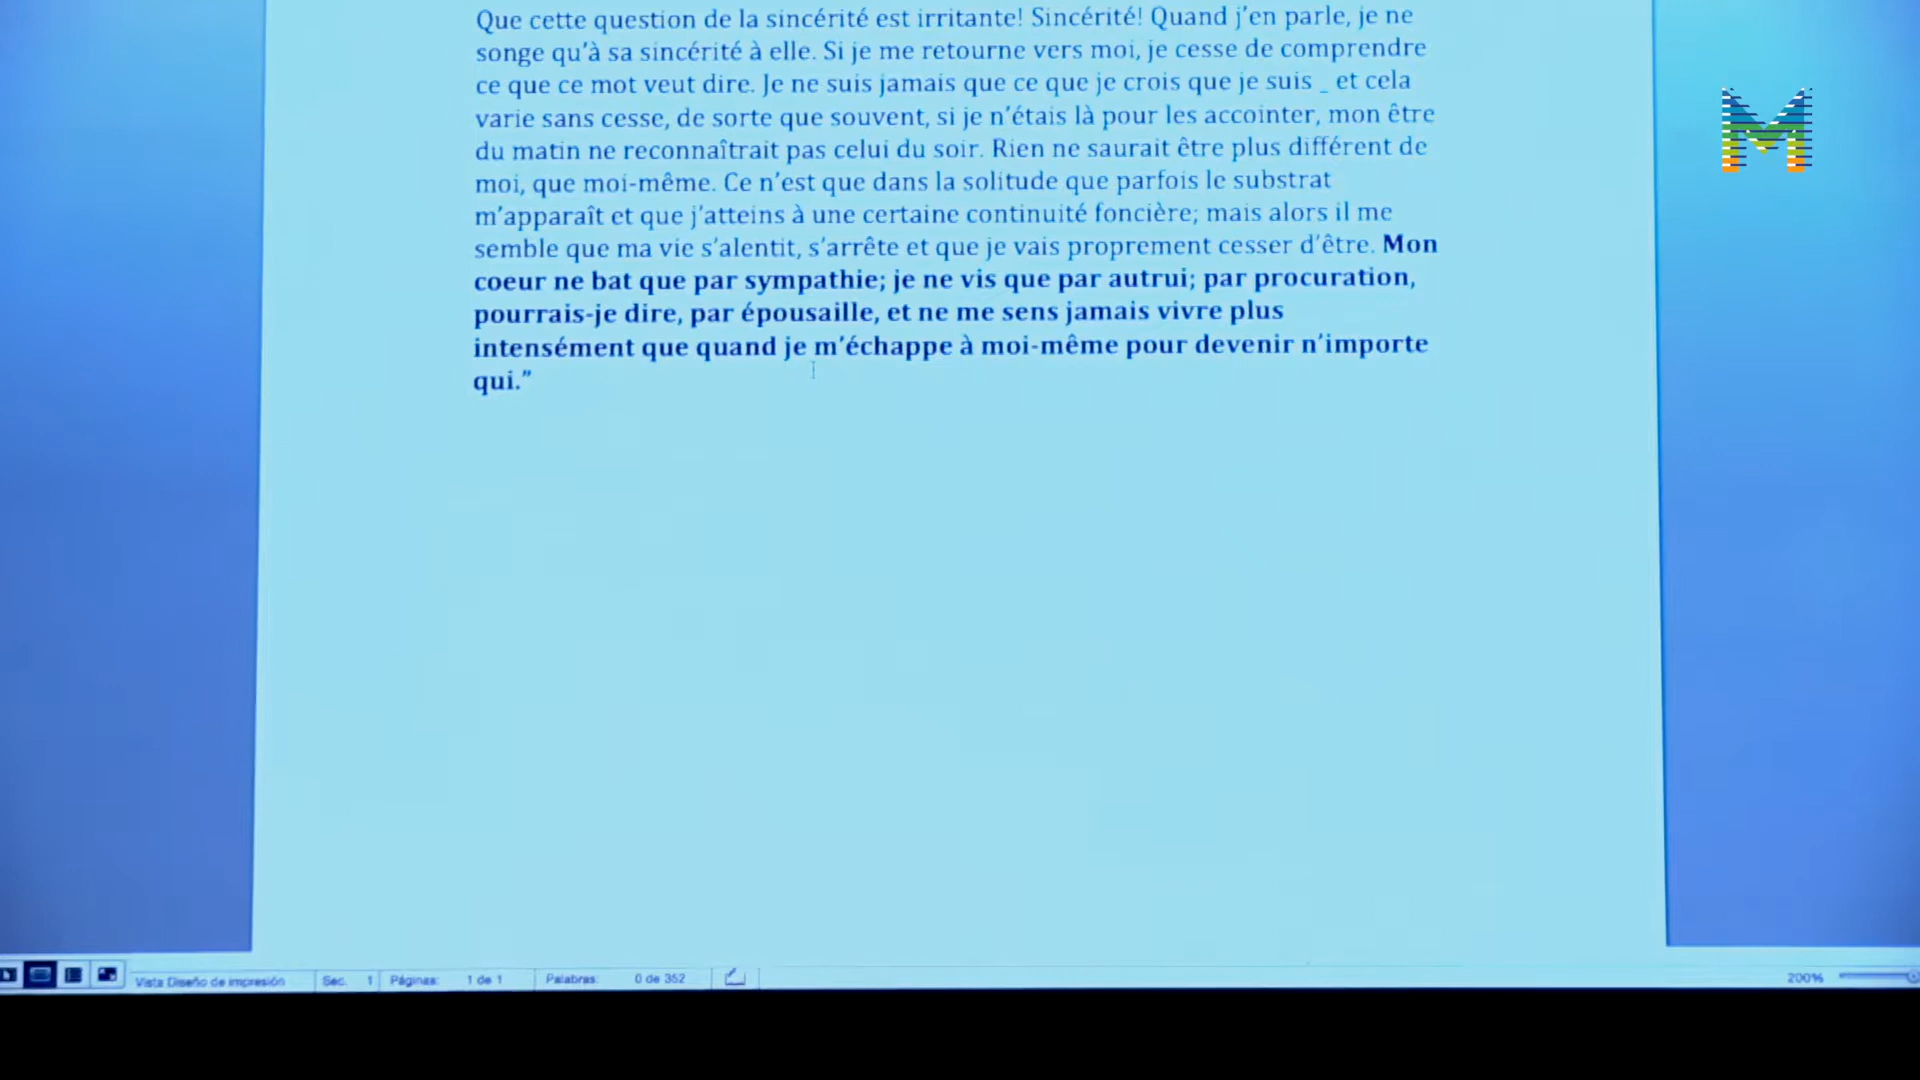 Que cette question de la sincérité est irritante! Sincérité! Quand j'en parle, je ne
songe qu'à sa sincérité à elle. Si je me retourne vers moi, je cesse de comprendre
ce que ce mot veut dire. Je ne suis jamais que ce que je crois que je suis _ et cela
varie sans cesse, de sorte que souvent, si je n'étais là pour les accointer, mon être
du matin ne reconnaîtrait pas celui du soir. Rien ne saurait être plus différent de
moi, que moi-même. Ce n'est que dans la solitude que parfois le substrat
m'apparaît et que j'atteins à une certaine continuité foncière; mais alors il me
semble que ma vie s'alentit, s'arrête et que je vais proprement cesser d'être. Mon
coeur ne bat que par sympathie; je ne vis que par autrui; par procuration,
pourrais-je dire, par épousaille, et ne me sens jamais vivre plus
intensément que quand je m'échappe à moi-même pour devenir n'importe
qui.”
M
Vista Diseño de impresión Sec. 1 Páginas: 1 de 1 Palabras: 0 de 352 200%